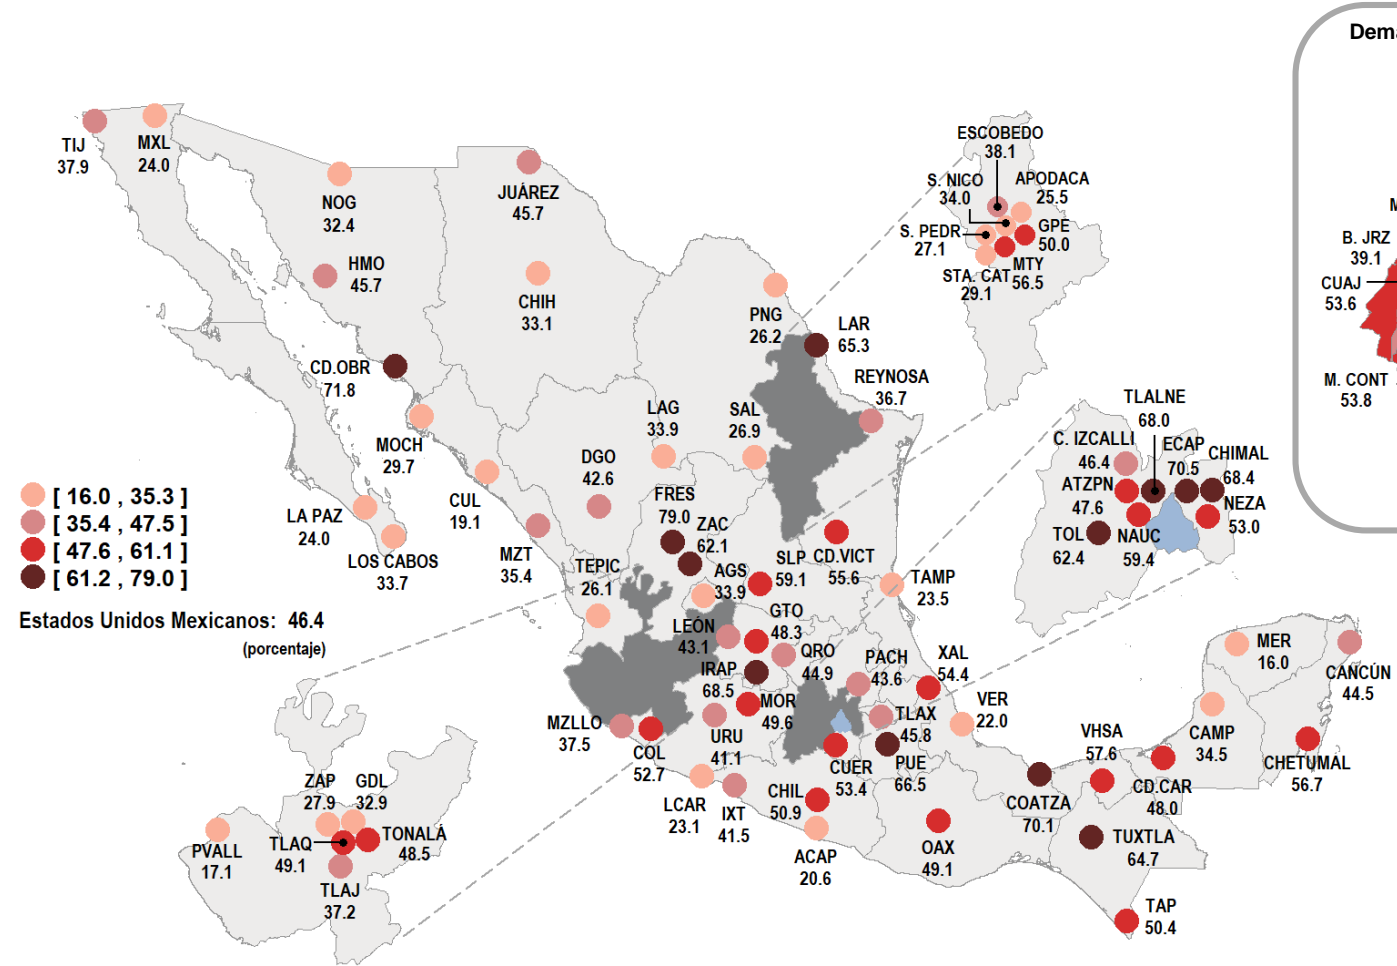 Dema
ESCOBEDO
38.1
S. NICO
34.0
APODACA
25.5
S. PEDR
27.1
GPE
50.0
MTY
56.5
STA. CAT
29.1
TIJ
37.9
MXL
24.0
NOG
32.4
JUÁREZ
45.7
HMO
45.7
CHIH
33.1
PNG
26.2
LAR
65.3
REYNOSA
36.7
CD.OBR
71.8
MOCH
29.7
LAG
33.9
SAL
26.9
DGO
42.6
CUL
19.1
FRES
79.0
ZAC
62.1
LA PAZ
24.0
LOS CABOS
33.7
MZT
35.4
TEPIC
26.1
AGS
33.9
SLP
59.1
CD.VICT
55.6
TAMP
23.5
B. JRZ
39.1
CUAJ
53.6
M. CONT
53.8
M
TLALNE
68.0
C. IZCALLI
46.4
ECAP
70.5
CHIMAL
68.4
ATZPN
47.6
NEZA
53.0
TOL
62.4
NAUC
59.4
[ 16.0 , 35.3 ]
[ 35.4 , 47.5 ]
[ 47.6 , 61.1 ]
[ 61.2 , 79.0 ]
Estados Unidos Mexicanos: 46.4
(porcentaje)
LEÓN
43.1
GTO
48.3
QRO
44.9
IRAP
68.5
PACH
43.6
XAL
54.4
MOR
49.6
VER
22.0
TLAX
45.8
MZLLO
37.5
COL
52.7
URU
41.1
CUER
53.4
PUE
66.5
LCAR
23.1
IXT
41.5
CHIL
50.9
ACAP
20.6
OAX
49.1
COATZA
70.1
VHSA
57.6
CD.CAR
48.0
TUXTLA
64.7
TAP
50.4
MER
16.0
CANCÚN
44.5
CAMP
34.5
CHETUMAL
56.7
ZAP
27.9
GDL
32.9
PVALL
17.1
TLAQ
49.1
TONALÁ
48.5
TLAJ
37.2